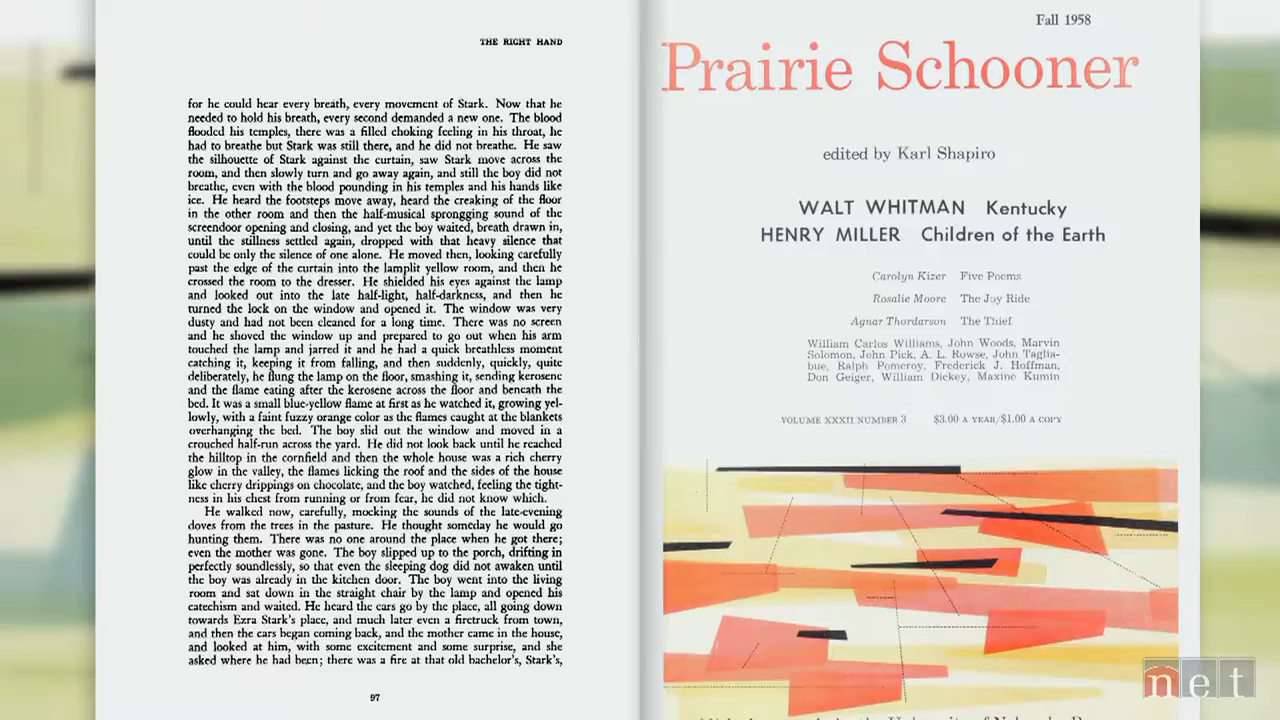 THE RIGHT HAND
for he could hear every breath, every movement of Stark. Now that he
needed to hold his breath, every second demanded a new one. The blood
flooded his temples, there was a filled choking feeling in his throat, he
had to breathe but Stark was still there, and he did not breathe. He saw
the silhouette of Stark against the curtain, saw Stark move across the
room, and then slowly turn and go away again, and still the boy did not
breathe, even with the blood pounding in his temples and his hands like
ice. He heard the footsteps move away, heard the creaking of the floor
in the other room and then the half-musical sprongging sound of the
screendoor opening and closing, and yet the boy waited, breath drawn in,
until the stillness settled again, dropped with that heavy silence that
could be only the silence of one alone. He moved then, looking carefully
past the edge of the curtain into the lamplit yellow room, and then he
crossed the room to the dresser. He shielded his eyes against the lamp
and looked out into the late half-light, half-darkness, and then he
turned the lock on the window and opened it. The window was very
dusty and had not been cleaned for a long time. There was no screen
and he shoved the window up and prepared to go out when his arm
touched the lamp and jarred it and he had a quick breathless moment
catching it, keeping it from falling, and then suddenly, quickly, quite
deliberately, he flung the lamp on the floor, smashing it, sending kerosene
and the flame eating after the kerosene across the floor and beneath the
bed. It was a small blue-yellow flame at first as he watched it, growing yel-
lowly, with a faint fuzzy orange color as the flames caught at the blankets
overhanging the bed. The boy slid out the window and moved in a
crouched half-run across the yard. He did not look back until he reached
the hilltop in the cornfield and then the whole house was a rich cherry
glow in the valley, the flames licking the roof and the sides of the house
like cherry drippings on chocolate, and the boy watched, feeling the tight-
ness in his chest from running or from fear, he did not know which.
He walked now, carefully, mocking the sounds of the late-evening
doves from the trees in the pasture. He thought someday he would go
hunting them. There was no one around the place when he got there;
even the mother was gone. The boy slipped up to the porch, drifting in
perfectly soundlessly, so that even the sleeping dog did not awaken until
the boy was already in the kitchen door. The boy went into the living
room and sat down in the straight chair by the lamp and opened his
catechism and waited. He heard the cars go by the place, all going down
towards Ezra Stark's place, and much later even a firetruck from town,
and then the cars began coming back, and the mother came in the house,
and looked at him, with some excitement and some surprise, and she
asked where he had been; there was a fire at that old bachelor's, Stark's,
97
Fall 1958
Prairie Schooner
edited by Karl Shapiro
WALT WHITMAN Kentucky
HENRY MILLER Children of the Earth
Carolyn Kizer Five Poems
Rosalie Moore The Joy Ride
Agnar Thordarson The Thief
William Carlos Williams, John Woods, Marvin
Solomon, John Pick, A. L. Rowse, John Taglia-
bue, Ralph Pomeroy, Frederick J. Hoffman,
Don Geiger, William Dickey, Maxine Kumin
VOLUME XXXII NUMBER 3 $3.00 A YEAR/$1.00 A COPY
net